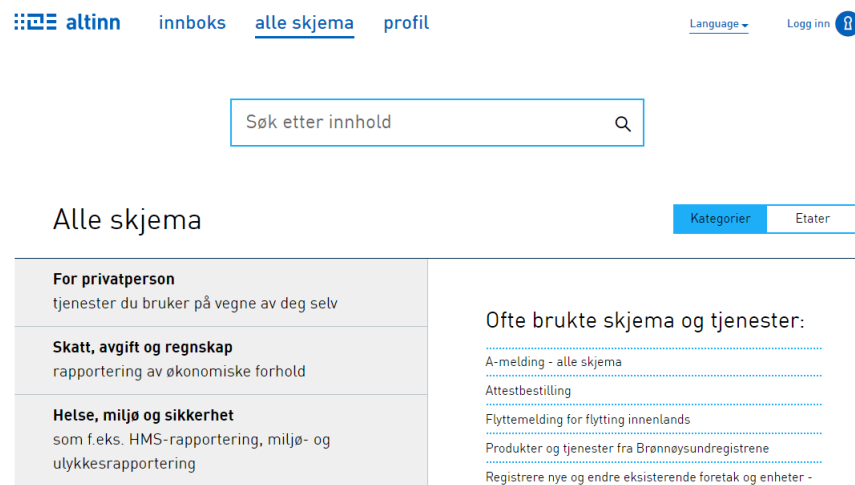 altinn innboks alle skjema profil Language Logg inn
Søk etter innhold
Alle skjema
Kategorier Etater
For privatperson
tjenester du bruker på vegne av deg selv
Skatt, avgift og regnskap
rapportering av økonomiske forhold
Helse, miljø og sikkerhet
som f.eks. HMS-rapportering, miljø- og
ulykkesrapportering
Ofte brukte skjema og tjenester:
A-melding - alle skjema
Attestbestilling
Flyttemelding for flytting innenlands
Produkter og tjenester fra Brønnøysundregistrene
Registrere nye og endre eksisterende foretak og enheter -